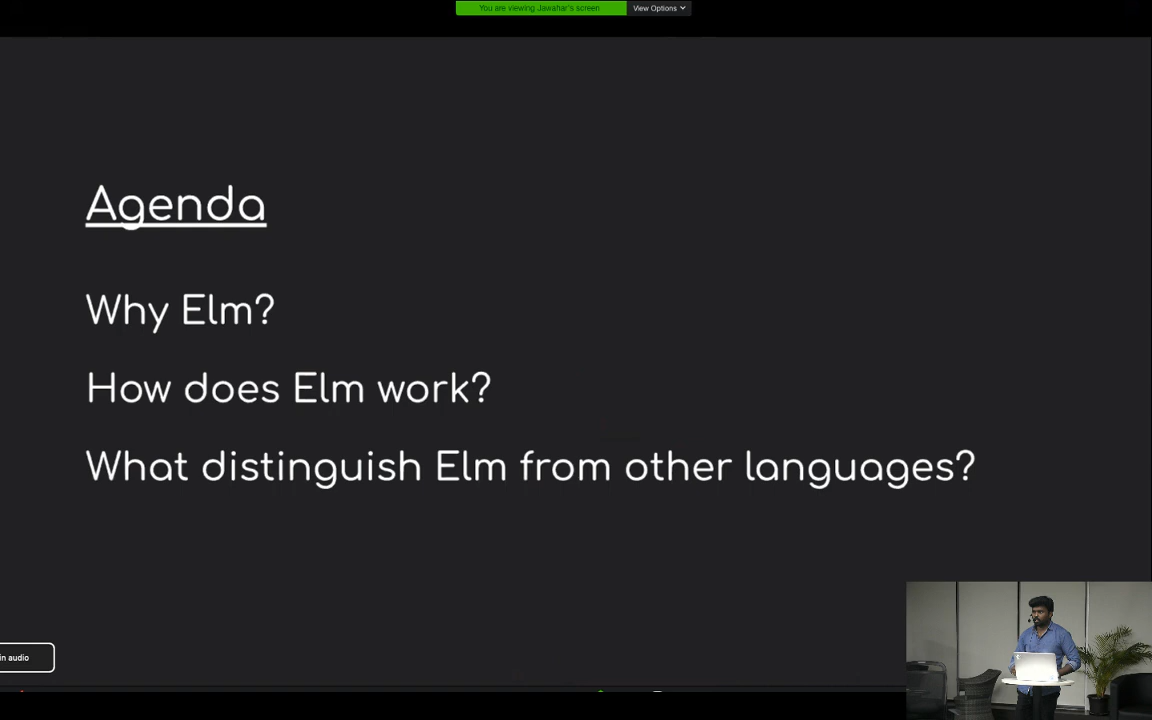 You are viewing Jawahar's screen View Options
Agenda
Why Elm?
How does Elm work?
What distinguish Elm from other languages?
in audio